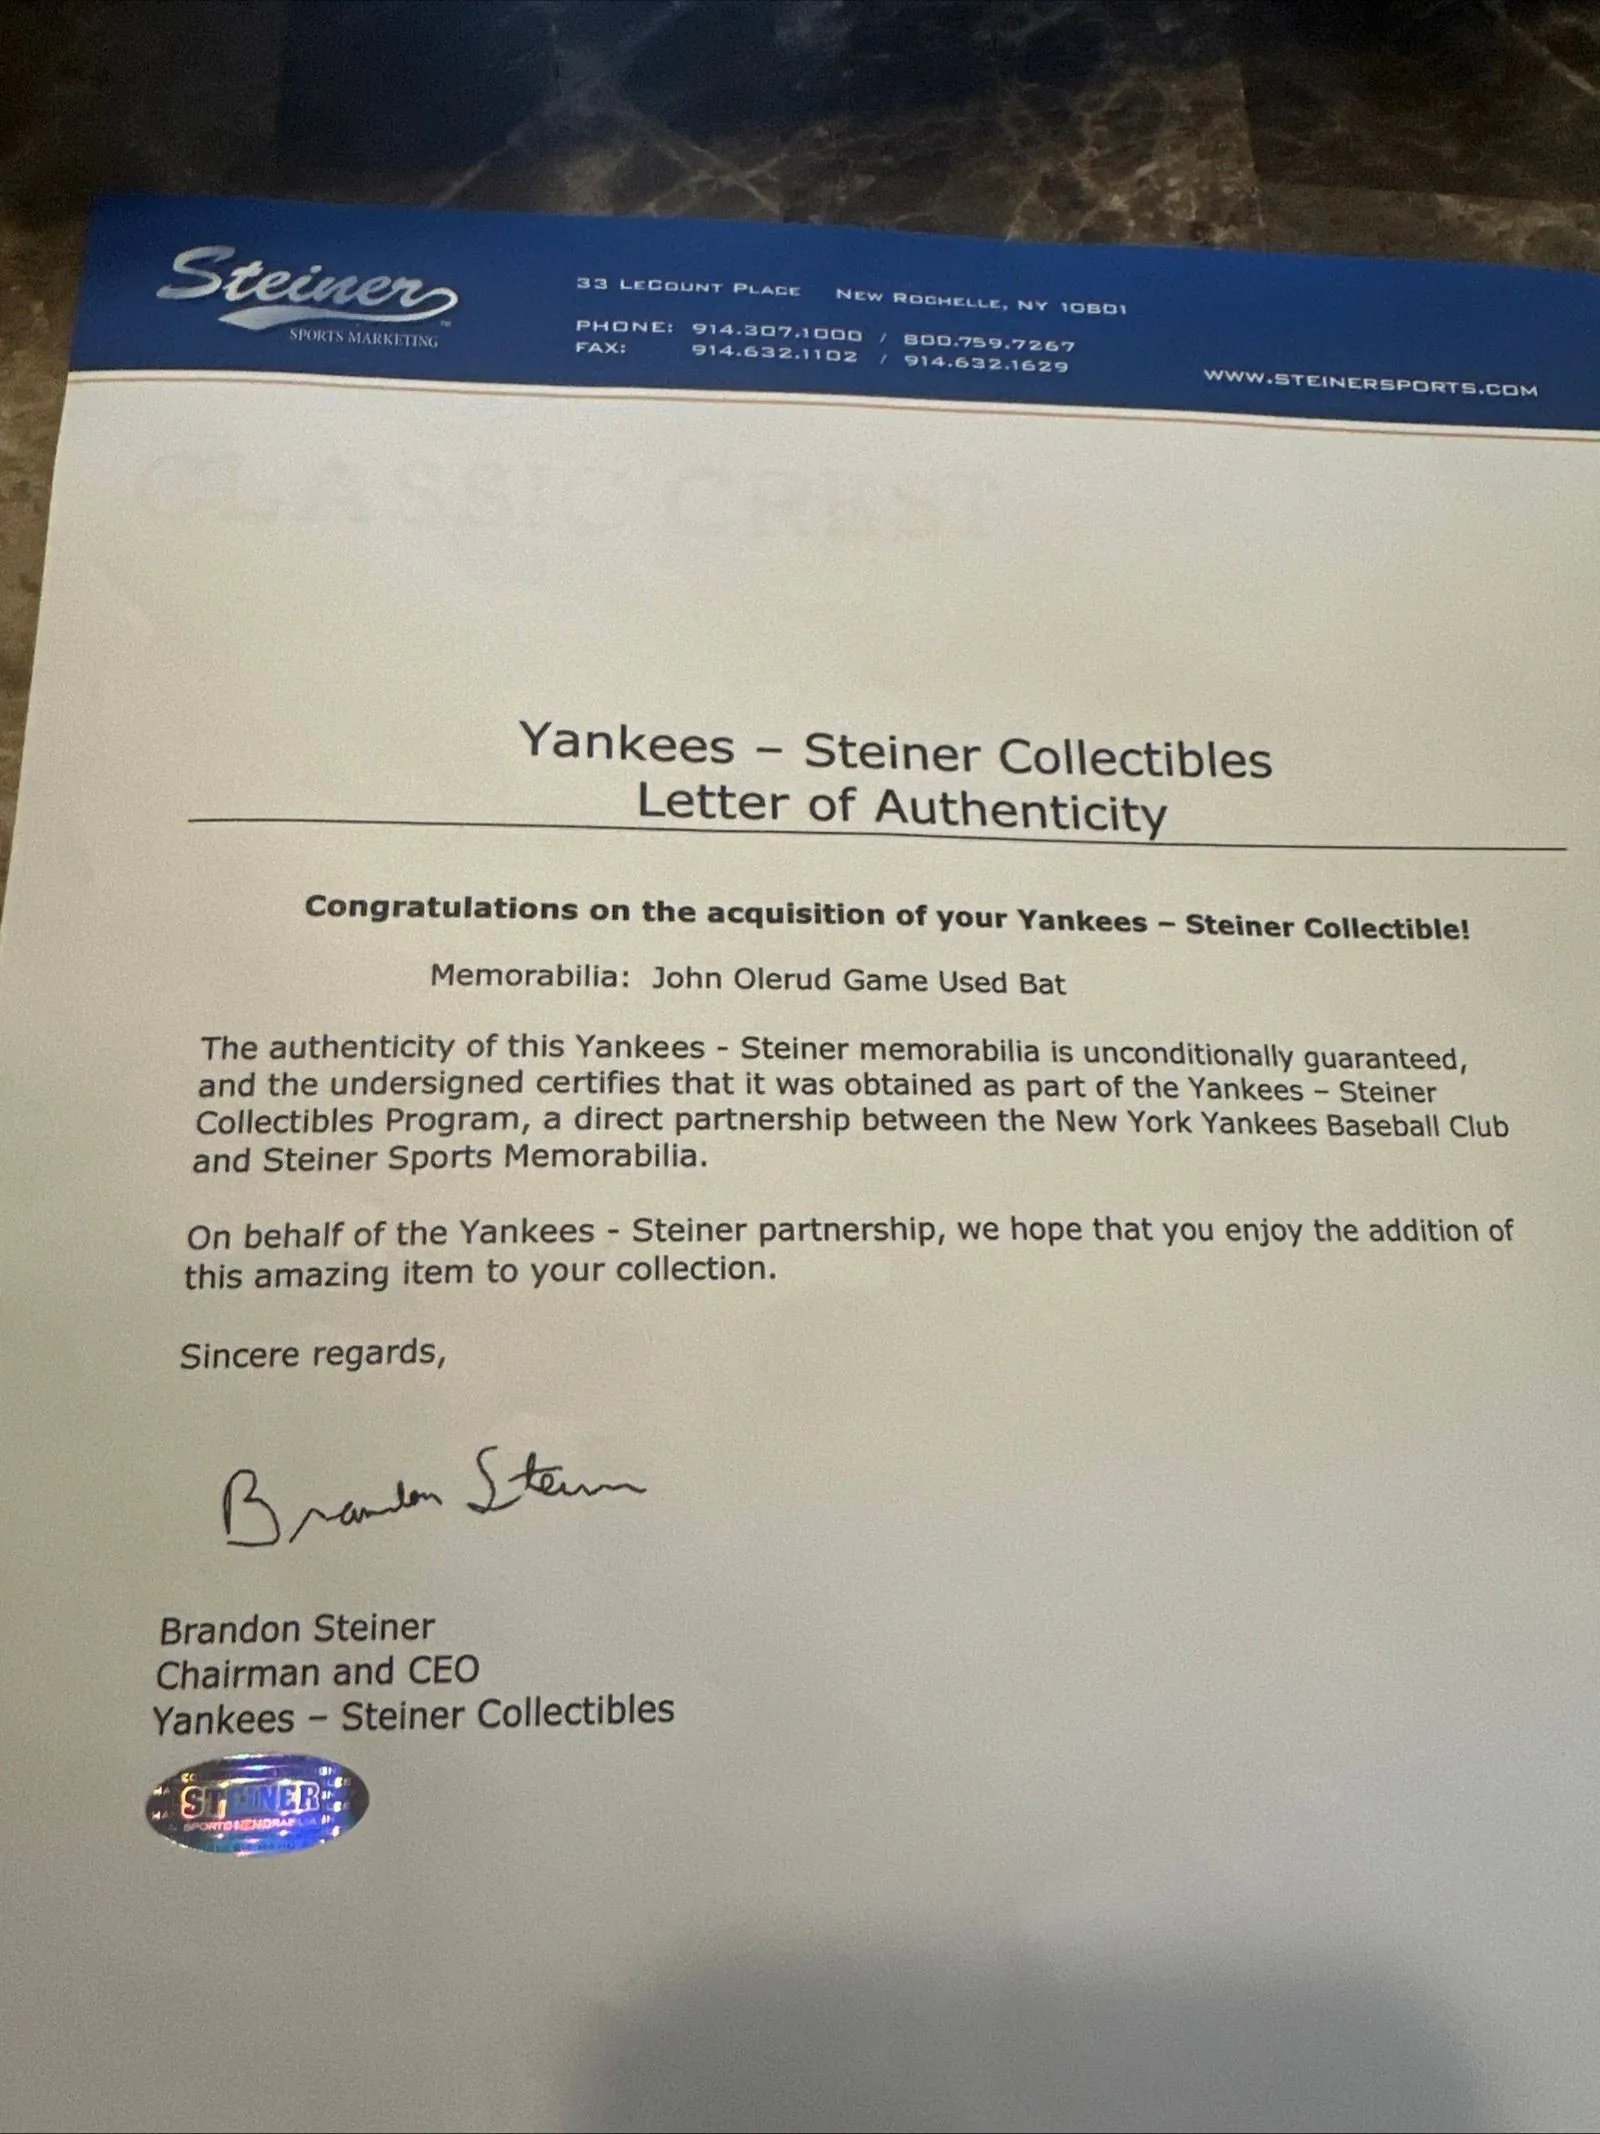 Steiner
SPORTS MARKETING
33 LeCount Place New Rochelle, NY 10801
Phone: 914.307.1000 / 800.759.7267
Fax: 914.632.1102 / 914.632.1629
www.steinersports.com
Yankees – Steiner Collectibles
Letter of Authenticity
Congratulations on the acquisition of your Yankees – Steiner Collectible!
Memorabilia: John Olerud Game Used Bat
The authenticity of this Yankees - Steiner memorabilia is unconditionally guaranteed,
and the undersigned certifies that it was obtained as part of the Yankees – Steiner
Collectibles Program, a direct partnership between the New York Yankees Baseball Club
and Steiner Sports Memorabilia.
On behalf of the Yankees - Steiner partnership, we hope that you enjoy the addition of
this amazing item to your collection.
Sincere regards,
Brandon Steiner
Brandon Steiner
Chairman and CEO
Yankees – Steiner Collectibles
STEINER
SPORTS MEMORABILIA